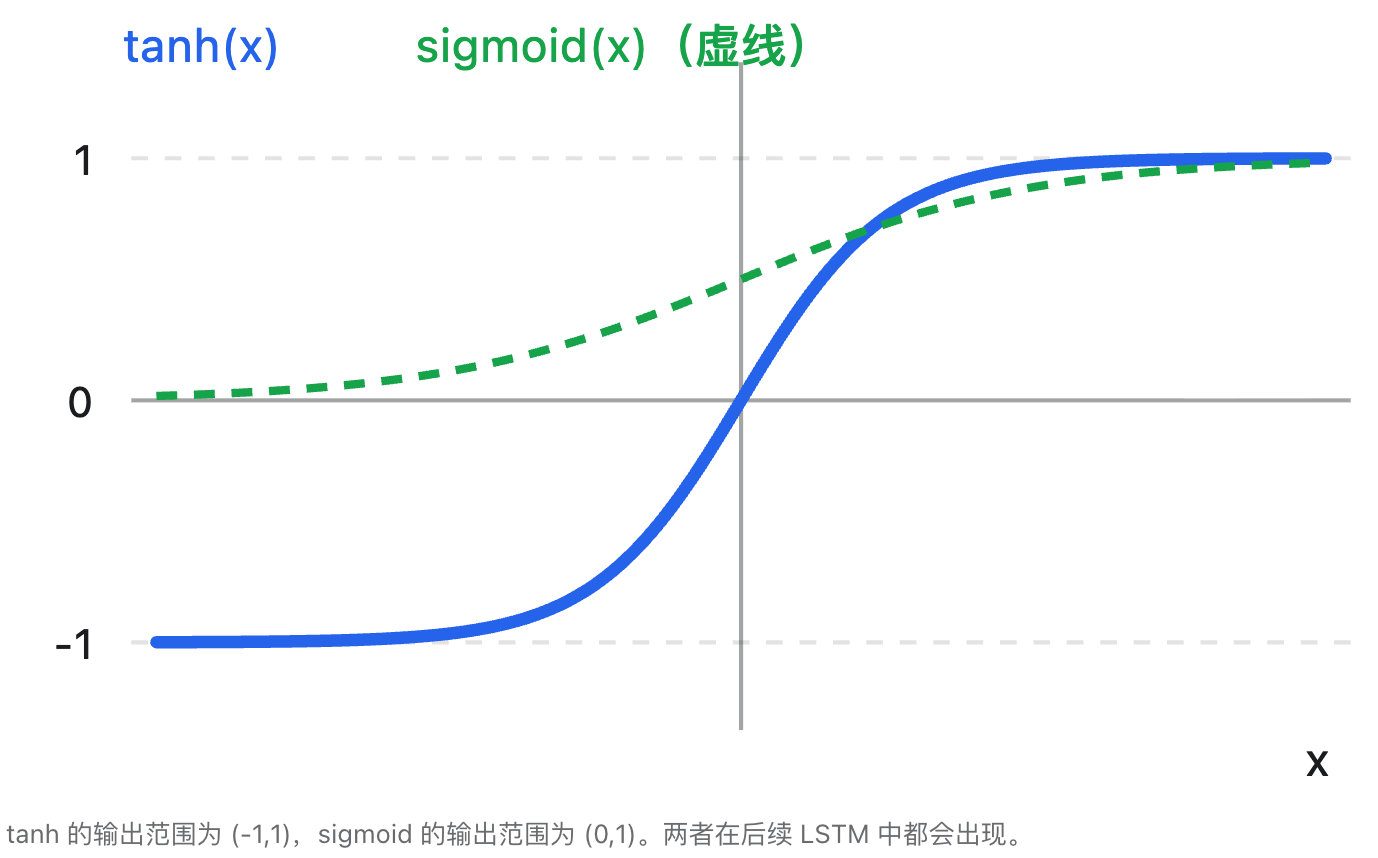 tanh(x)
sigmoid(x)（虚线）
1
0
-1
x
tanh 的输出范围为 (-1,1)，sigmoid 的输出范围为 (0,1)。两者在后续 LSTM 中都会出现。